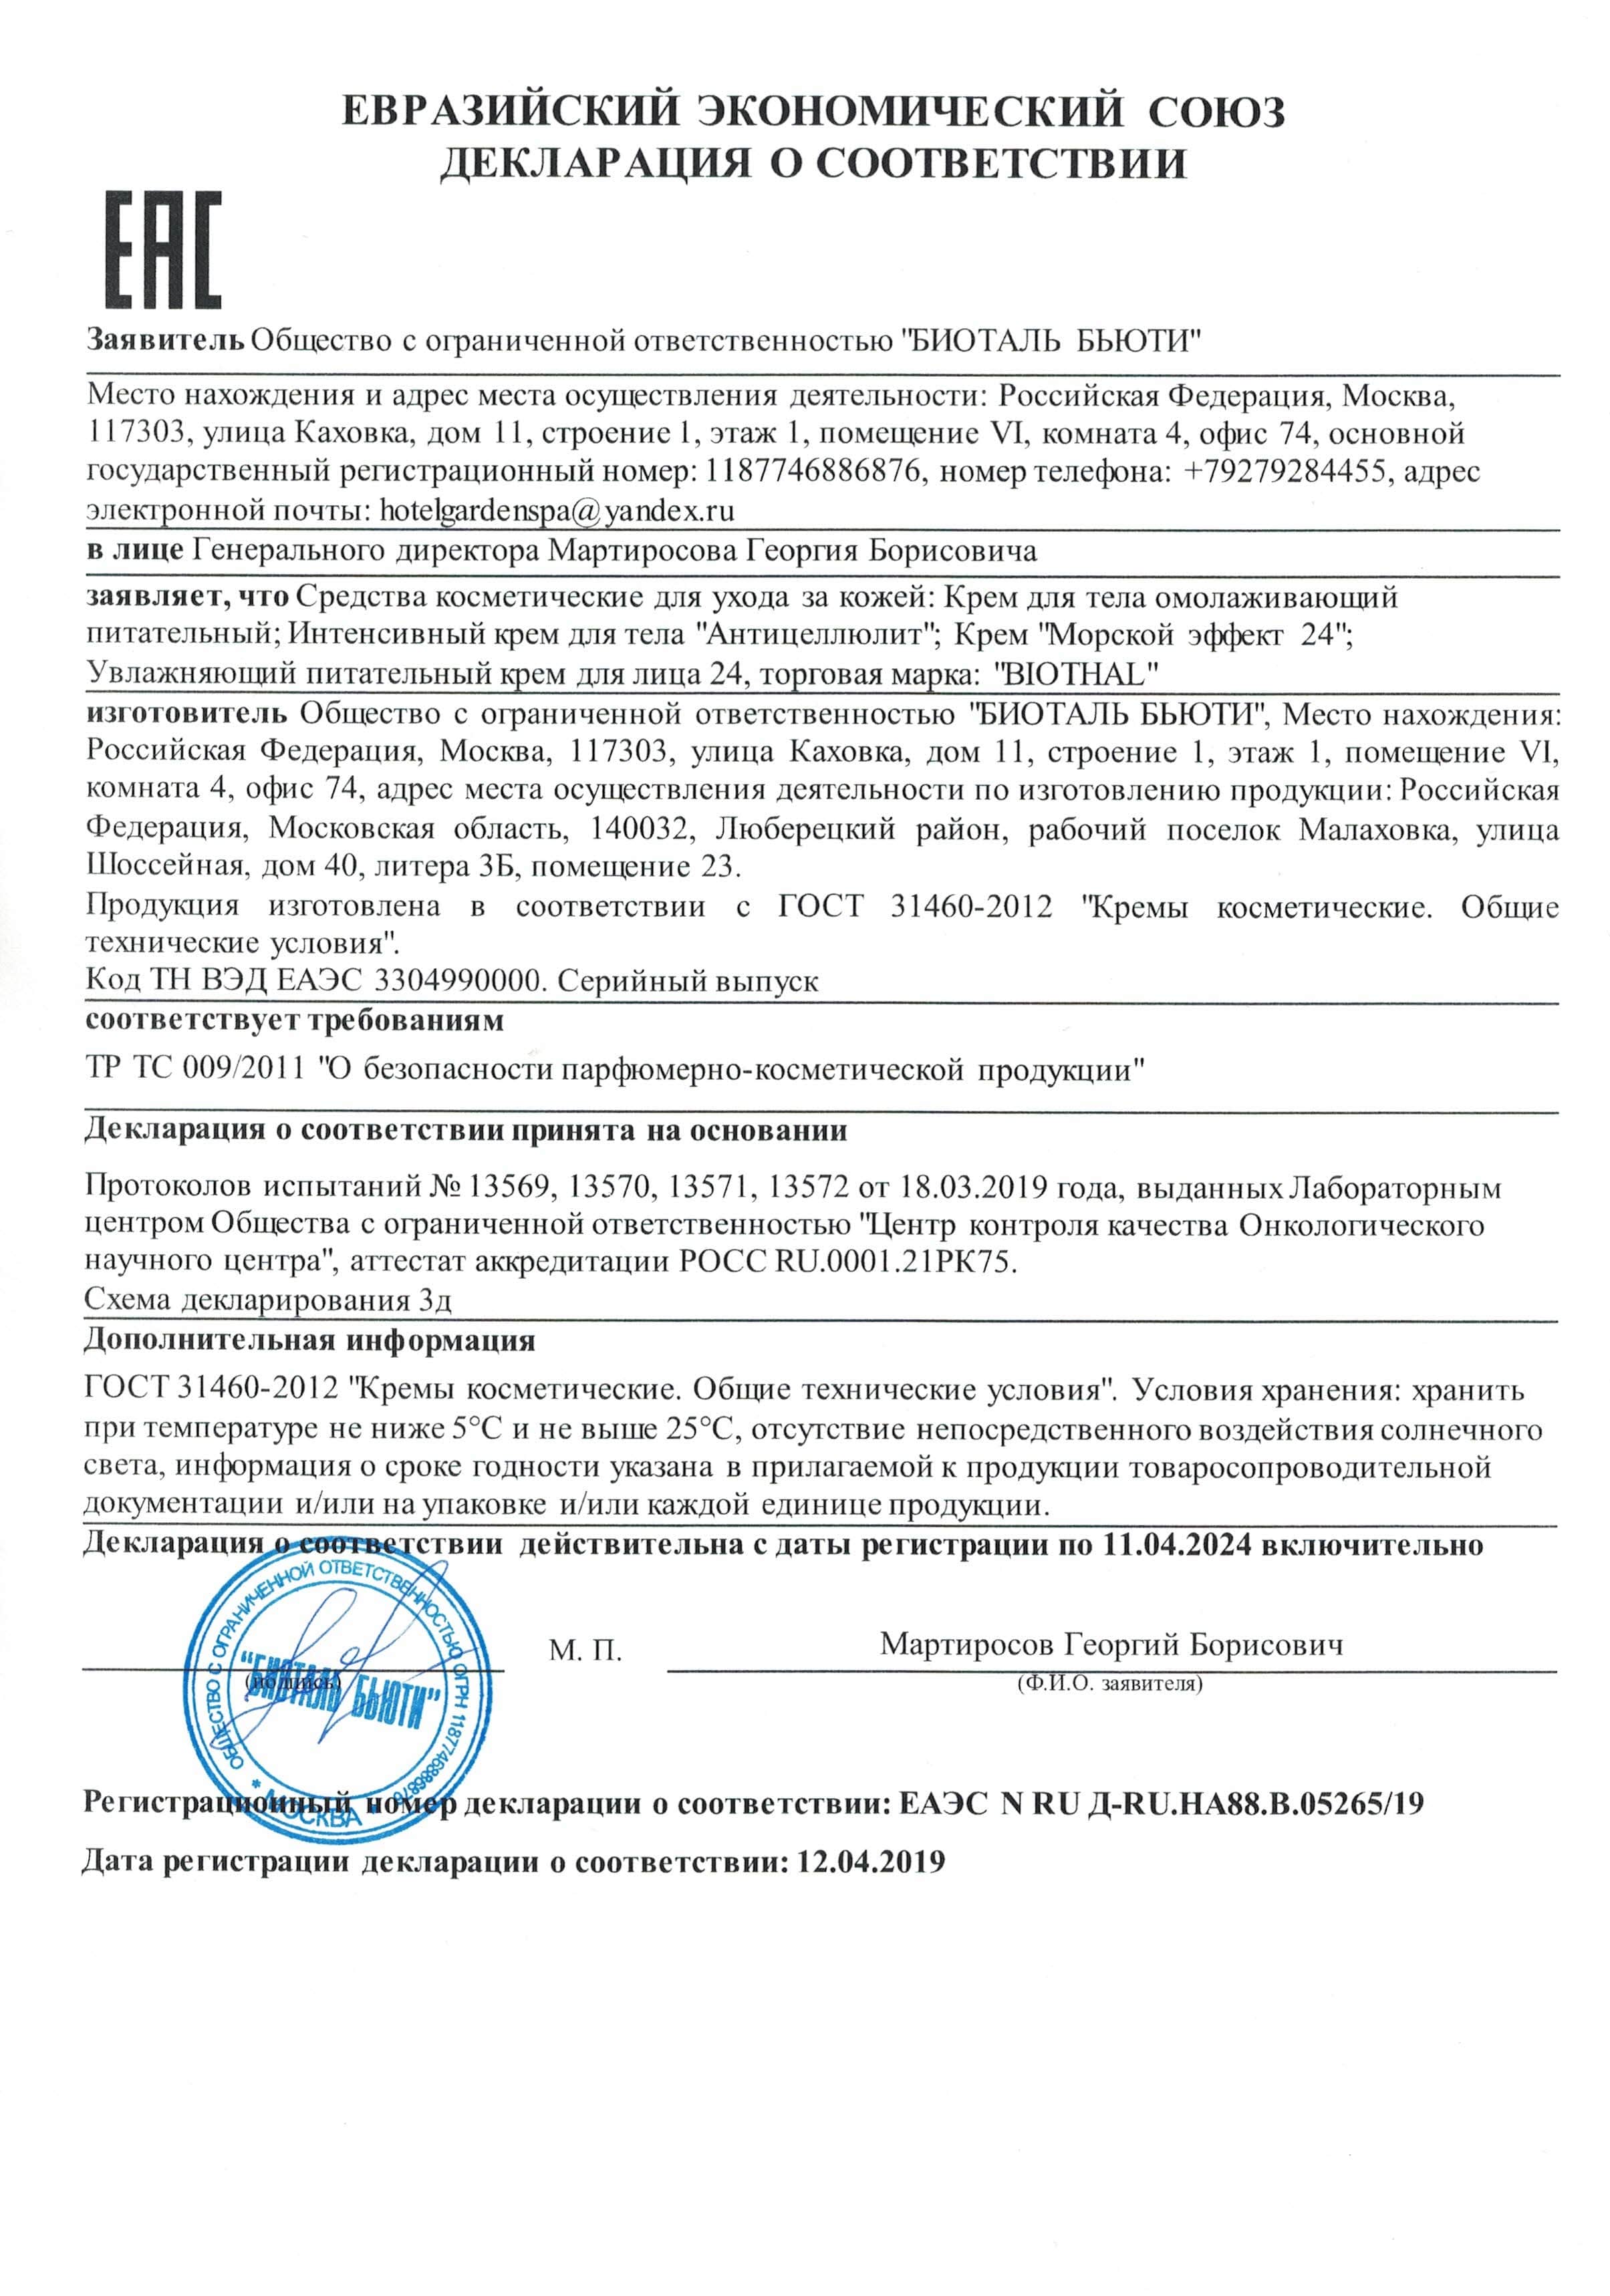 ЕВРАЗИЙСКИЙ ЭКОНОМИЧЕСКИЙ СОЮЗ
ДЕКЛАРАЦИЯ О СООТВЕТСТВИИ
ЕАС
Заявитель Общество с ограниченной ответственностью "БИОТАЛЬ БЬЮТИ"
Место нахождения и адрес места осуществления деятельности: Российская Федерация, Москва,
117303, улица Каховка, дом 11, строение 1, этаж 1, помещение VI, комната 4, офис 74, основной
государственный регистрационный номер: 1187746886876, номер телефона: +79279284455, адрес
электронной почты: hotelgardenspa@yandex.ru
в лице Генерального директора Мартиросова Георгия Борисовича
заявляет, что Средства косметические для ухода за кожей: Крем для тела омолаживающий
питательный; Интенсивный крем для тела "Антицеллюлит"; Крем "Морской эффект 24";
Увлажняющий питательный крем для лица 24, торговая марка: "BIOTHAL"
изготовитель Общество с ограниченной ответственностью "БИОТАЛЬ БЬЮТИ", Место нахождения:
Российская Федерация, Москва, 117303, улица Каховка, дом 11, строение 1, этаж 1, помещение VI,
комната 4, офис 74, адрес места осуществления деятельности по изготовлению продукции: Российская
Федерация, Московская область, 140032, Люберецкий район, рабочий поселок Малаховка, улица
Шоссейная, дом 40, литера 3Б, помещение 23.
Продукция изготовлена в соответствии с ГОСТ 31460-2012 "Кремы косметические. Общие
технические условия".
Код ТН ВЭД ЕАЭС 3304990000. Серийный выпуск
соответствует требованиям
ТР ТС 009/2011 "О безопасности парфюмерно-косметической продукции"
Декларация о соответствии принята на основании
Протоколов испытаний № 13569, 13570, 13571, 13572 от 18.03.2019 года, выданных Лабораторным
центром Общества с ограниченной ответственностью "Центр контроля качества Онкологического
научного центра", аттестат аккредитации РОСС RU.0001.21РК75.
Схема декларирования 3д
Дополнительная информация
ГОСТ 31460-2012 "Кремы косметические. Общие технические условия". Условия хранения: хранить
при температуре не ниже 5°С и не выше 25°С, отсутствие непосредственного воздействия солнечного
света, информация о сроке годности указана в прилагаемой к продукции товаросопроводительной
документации и/или на упаковке и/или каждой единице продукции.
Декларация о соответствии действительна с даты регистрации по 11.04.2024 включительно
ОБЩЕСТВО С ОГРАНИЧЕННОЙ ОТВЕТСТВЕННОСТЬЮ ОГРН 1187746886876
* МОСКВА *
"БИОТАЛЬ БЬЮТИ"
(подпись)
М. П.
Мартиросов Георгий Борисович
(Ф.И.О. заявителя)
Регистрационный номер декларации о соответствии: ЕАЭС N RU Д-RU.НА88.В.05265/19
Дата регистрации декларации о соответствии: 12.04.2019